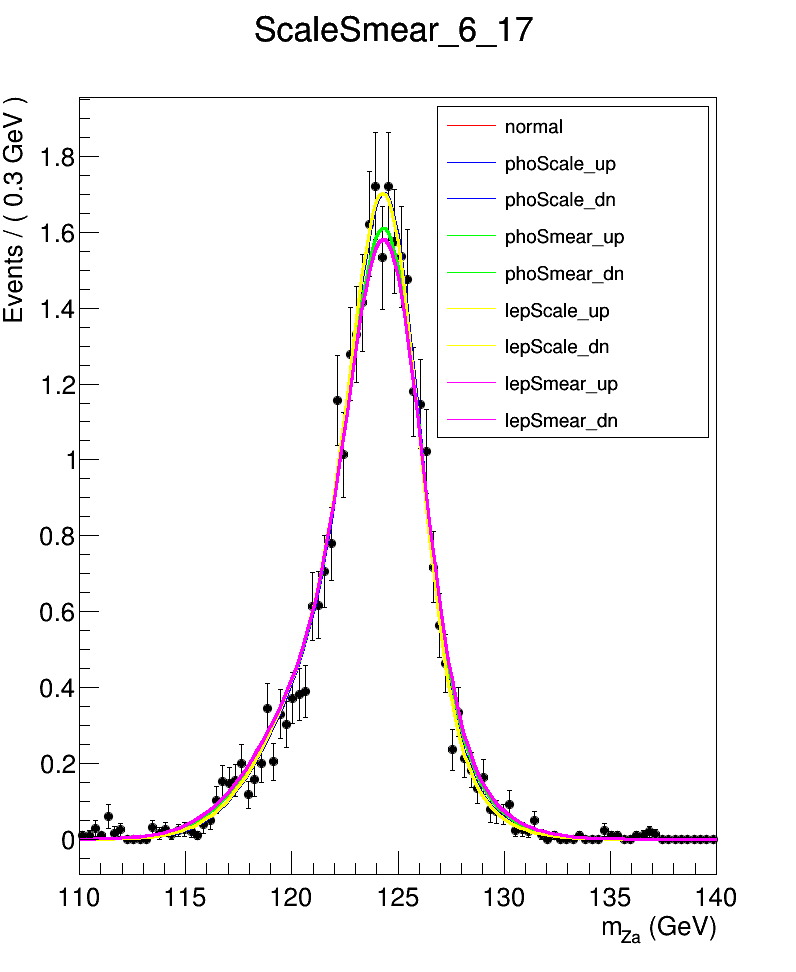 ScaleSmear_6_17
Events / ( 0.3 GeV )
1.8
1.6
1.4
1.2
1
0.8
0.6
0.4
0.2
0
normal
phoScale_up
phoScale_dn
phoSmear_up
phoSmear_dn
lepScale_up
lepScale_dn
lepSmear_up
lepSmear_dn
110 115 120 125 130 135 140
m_Za (GeV)